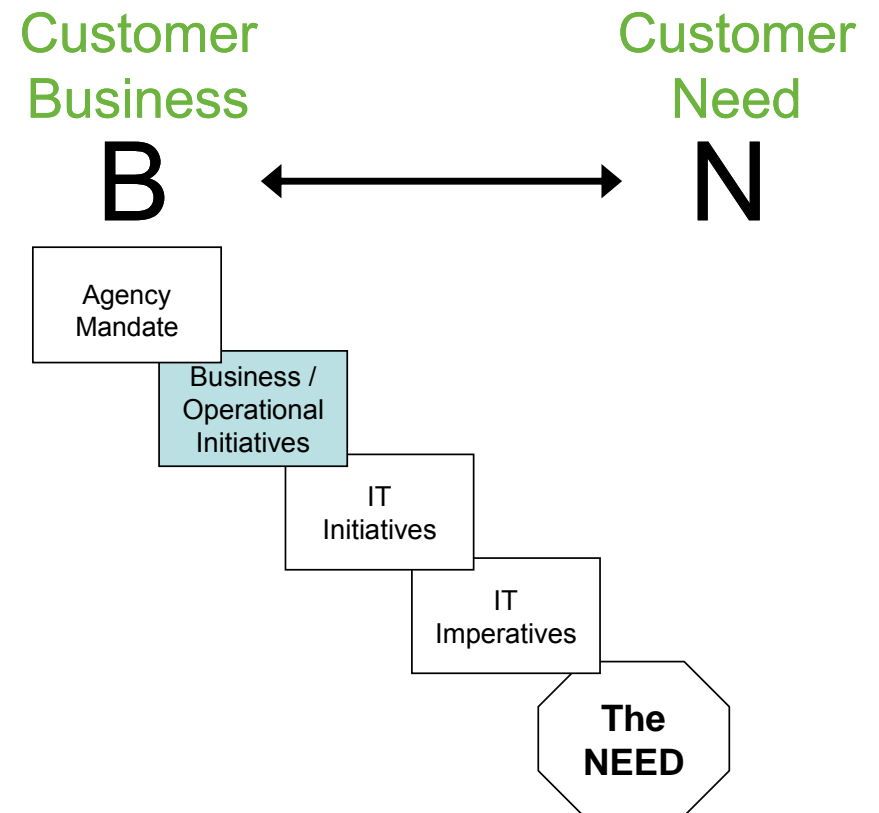 Customer
Business
Customer
Need
B
N
Agency
Mandate
Business /
Operational
Initiatives
IT
Initiatives
IT
Imperatives
The
NEED